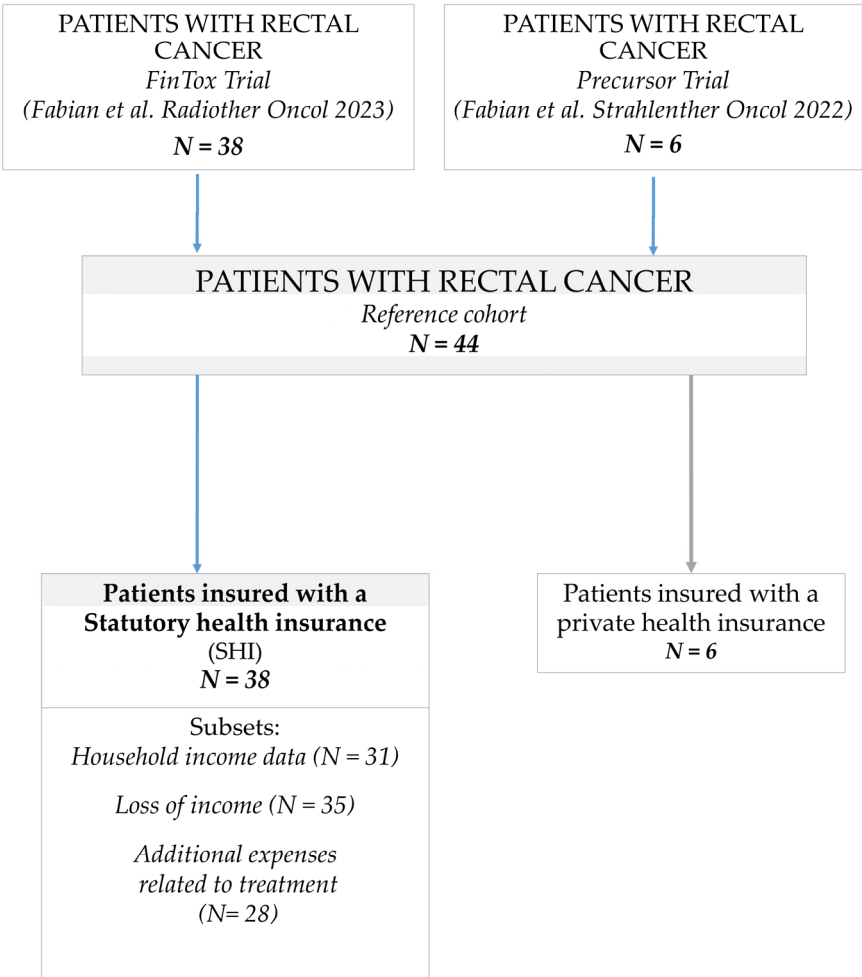 PATIENTS WITH RECTAL
CANCER
FinTox Trial
(Fabian et al. Radiother Oncol 2023)
N = 38
PATIENTS WITH RECTAL
CANCER
Precursor Trial
(Fabian et al. Strahlenther Oncol 2022)
N = 6
PATIENTS WITH RECTAL CANCER
Reference cohort
N = 44
Patients insured with a
Statutory health insurance
(SHI)
N = 38
Subsets:
Household income data (N = 31)
Loss of income (N = 35)
Additional expenses
related to treatment
(N= 28)
Patients insured with a
private health insurance
N = 6